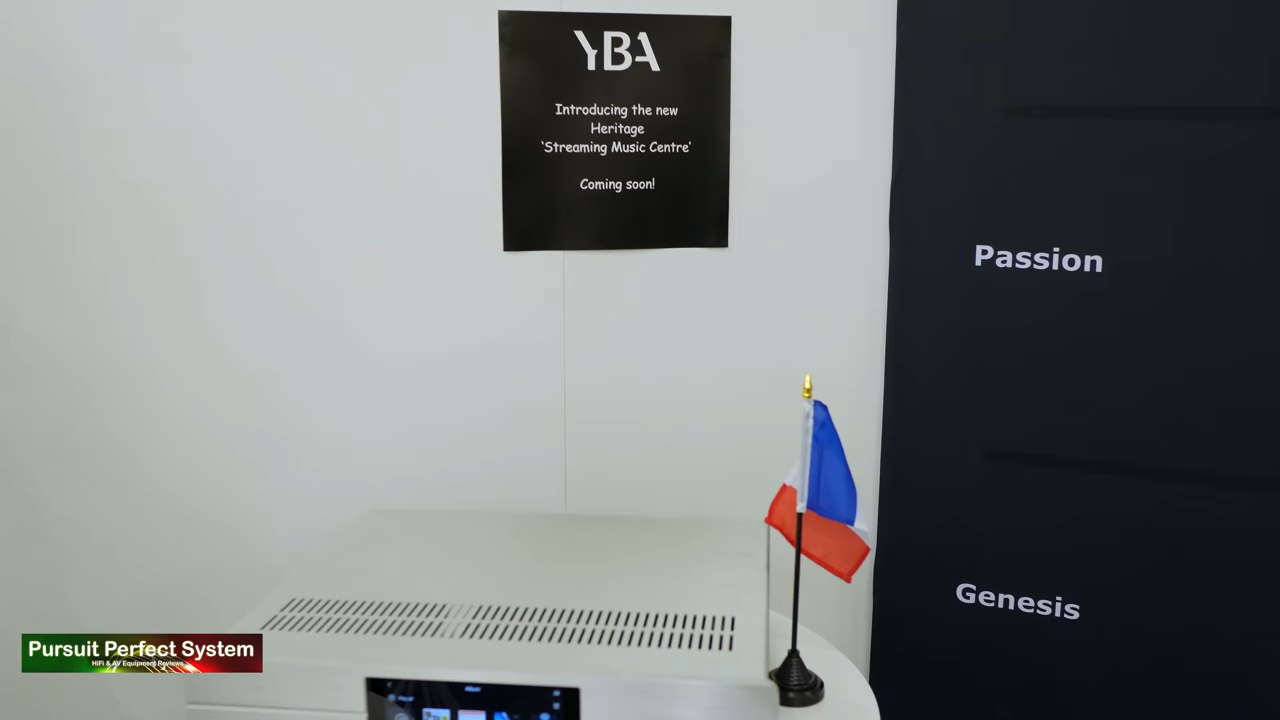 YBA
Introducing the new
Heritage
‘Streaming Music Centre’
Coming soon!
Passion
Genesis
Pursuit Perfect System
HiFi & AV Equipment Reviews